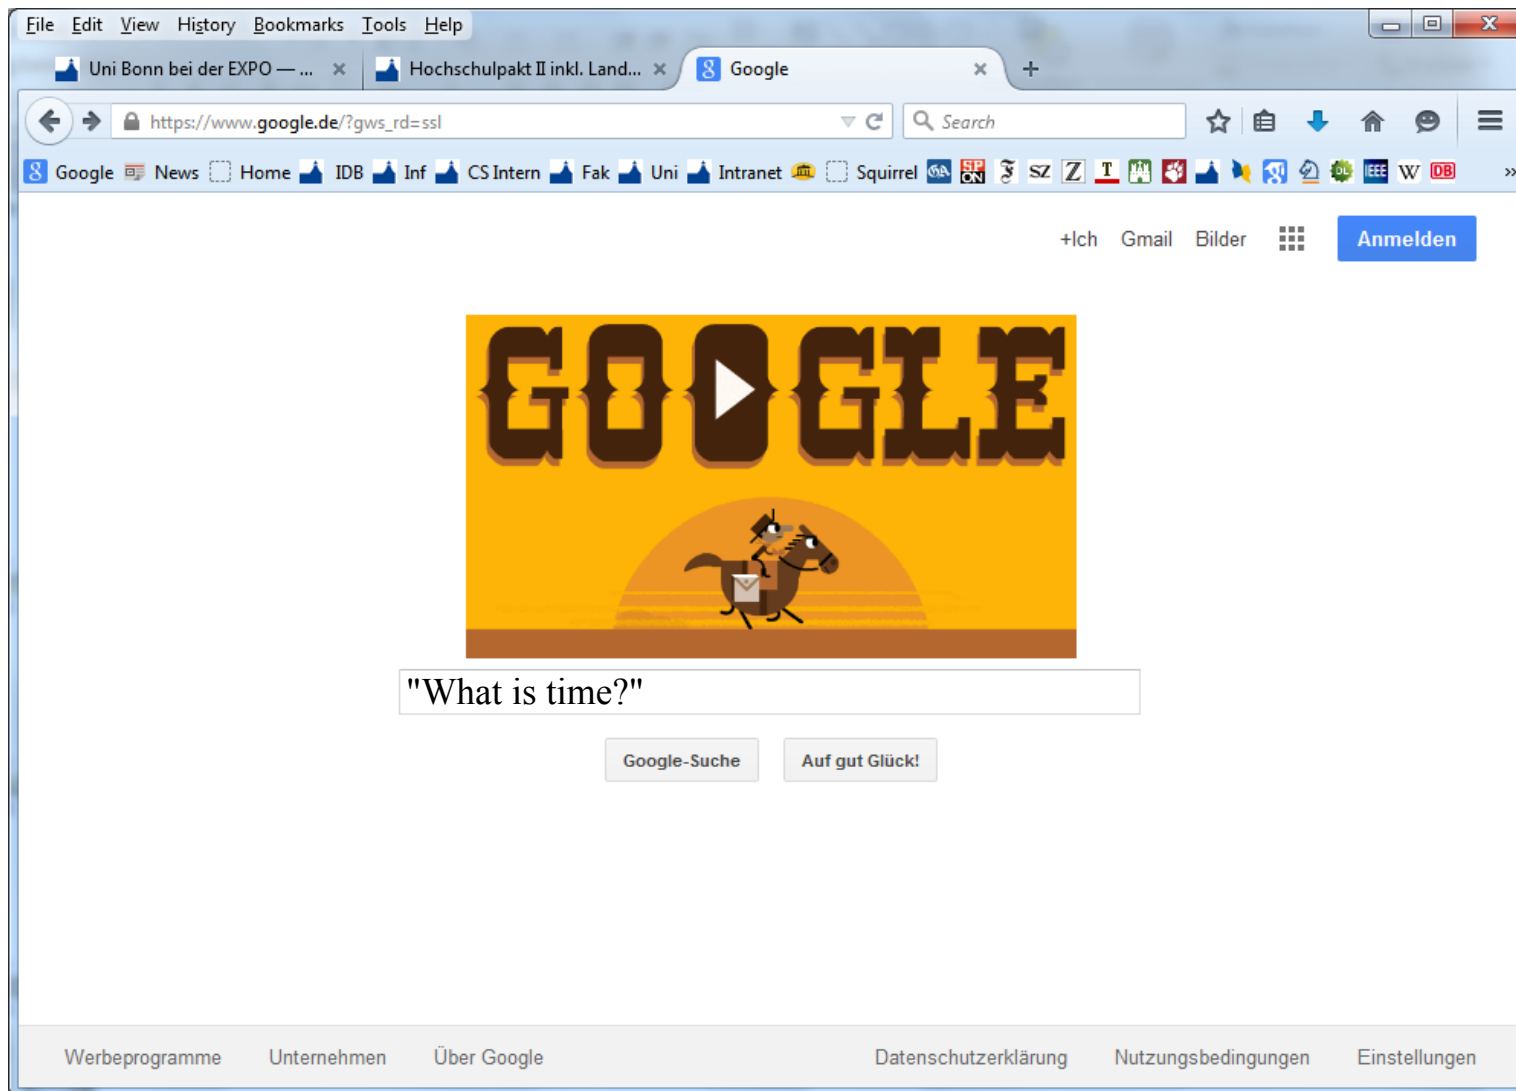 File Edit View History Bookmarks Tools Help
Uni Bonn bei der EXPO — ... Hochschulpakt II inkl. Land... Google
https://www.google.de/?gws_rd=ssl Search
Google News Home IDB Inf CS Intern Fak Uni Intranet Squirrel GA SPON SZ Z T IEEE W DB
+Ich Gmail Bilder Anmelden
GOOGLE
"What is time?"
Google-Suche Auf gut Glück!
Werbeprogramme Unternehmen Über Google Datenschutzerklärung Nutzungsbedingungen Einstellungen